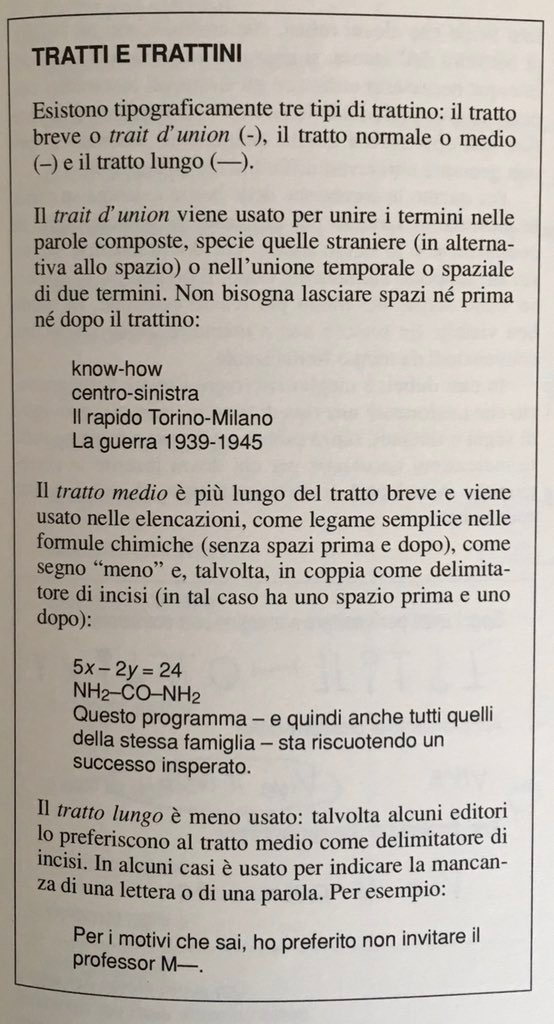 TRATTI E TRATTINI
Esistono tipograficamente tre tipi di trattino: il tratto
breve o trait d'union (-), il tratto normale o medio
(–) e il tratto lungo (—).
Il trait d'union viene usato per unire i termini nelle
parole composte, specie quelle straniere (in alterna-
tiva allo spazio) o nell'unione temporale o spaziale
di due termini. Non bisogna lasciare spazi né prima
né dopo il trattino:
know-how
centro-sinistra
Il rapido Torino-Milano
La guerra 1939-1945
Il tratto medio è più lungo del tratto breve e viene
usato nelle elencazioni, come legame semplice nelle
formule chimiche (senza spazi prima e dopo), come
segno “meno” e, talvolta, in coppia come delimita-
tore di incisi (in tal caso ha uno spazio prima e uno
dopo):
5x – 2y = 24
NH2–CO–NH2
Questo programma – e quindi anche tutti quelli
della stessa famiglia – sta riscuotendo un
successo insperato.
Il tratto lungo è meno usato: talvolta alcuni editori
lo preferiscono al tratto medio come delimitatore di
incisi. In alcuni casi è usato per indicare la mancan-
za di una lettera o di una parola. Per esempio:
Per i motivi che sai, ho preferito non invitare il
professor M—.